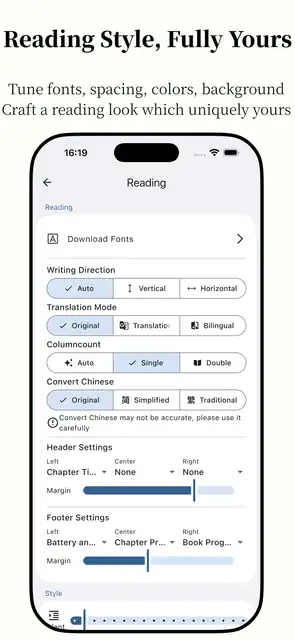 Reading Style, Fully Yours
Tune fonts, spacing, colors, background
Craft a reading look which uniquely yours
16:19
Reading
Reading
Download Fonts
Writing Direction
Auto Vertical Horizontal
Translation Mode
Original Translation Bilingual
Columncount
Auto Single Double
Convert Chinese
Original 简 Simplified 繁 Traditional
Convert Chinese may not be accurate, please use it
carefully
Header Settings
Left Center Right
Chapter Ti... None None
Margin
Footer Settings
Left Center Right
Battery an... Chapter Pr... Book Prog...
Margin
Style